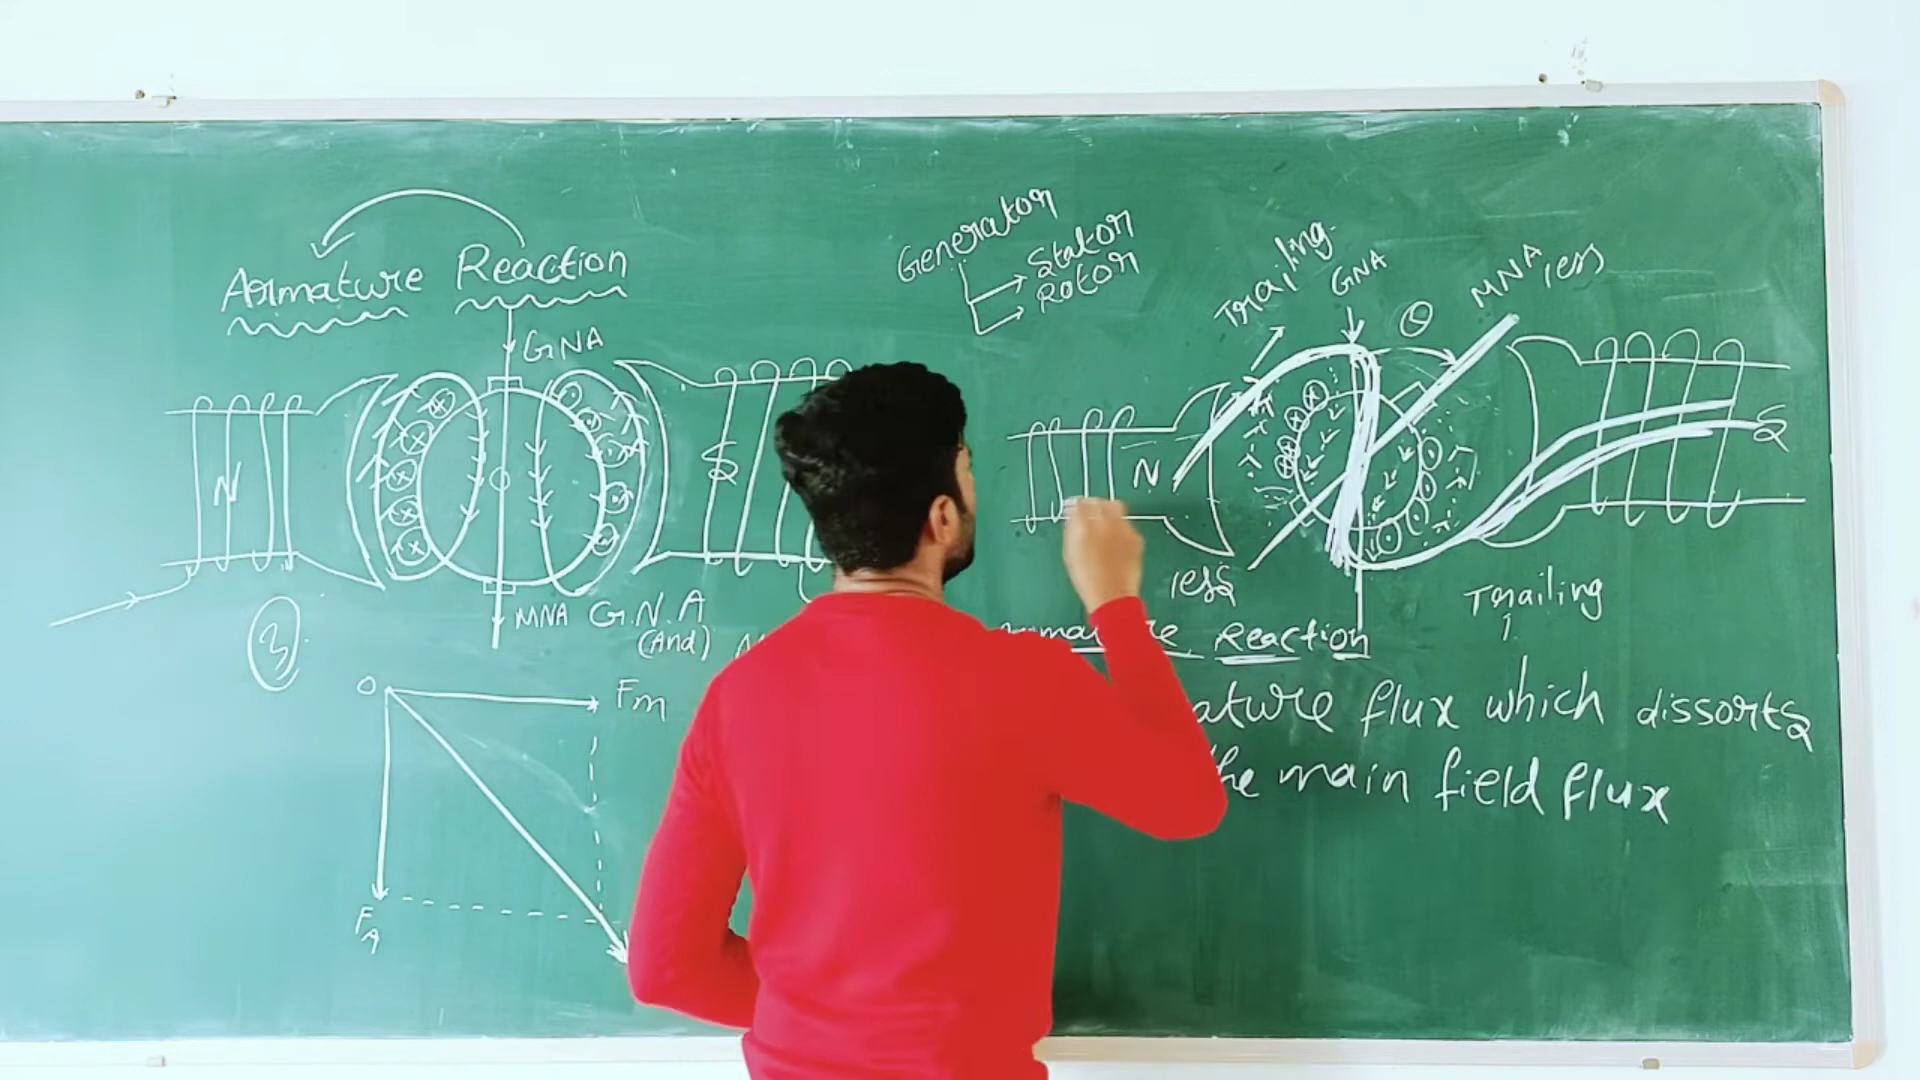 Armature Reaction
GNA
N
S
MNA G.N.A
(And)
3
O
Fm
FA
Generator
Stator
Rotor
Trailing
GNA
θ
MNA less
N
S
less
Trailing
Reaction
flux which dissorts
main field flux